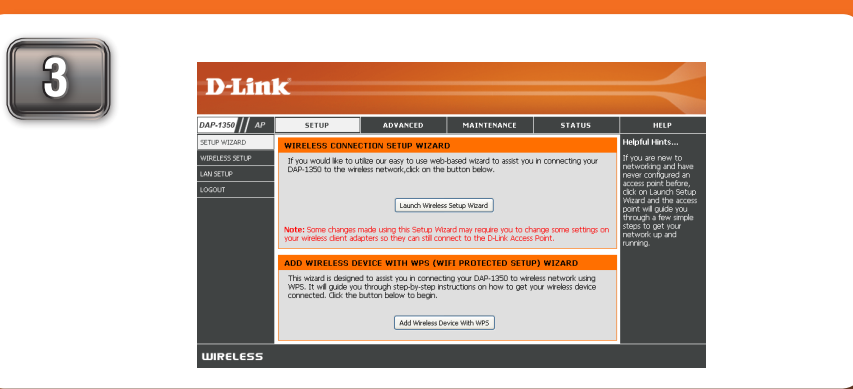 3
D-Link
DAP-1350 // AP
SETUP
ADVANCED
MAINTENANCE
STATUS
HELP
SETUP WIZARD
WIRELESS SETUP
LAN SETUP
LOGOUT
WIRELESS CONNECTION SETUP WIZARD
If you would like to utilize our easy to use web-based wizard to assist you in connecting your
DAP-1350 to the wireless network,click on the button below.
Launch Wireless Setup Wizard
Note: Some changes made using this Setup Wizard may require you to change some settings on
your wireless client adapters so they can still connect to the D-Link Access Point.
ADD WIRELESS DEVICE WITH WPS (WIFI PROTECTED SETUP) WIZARD
This wizard is designed to assist you in connecting your DAP-1350 to wireless network using
WPS. It will guide you through step-by-step instructions on how to get your wireless device
connected. Click the button below to begin.
Add Wireless Device With WPS
Helpful Hints...
If you are new to
networking and have
never configured an
access point before,
click on Launch Setup
Wizard and the access
point will guide you
through a few simple
steps to get your
network up and
running.
WIRELESS